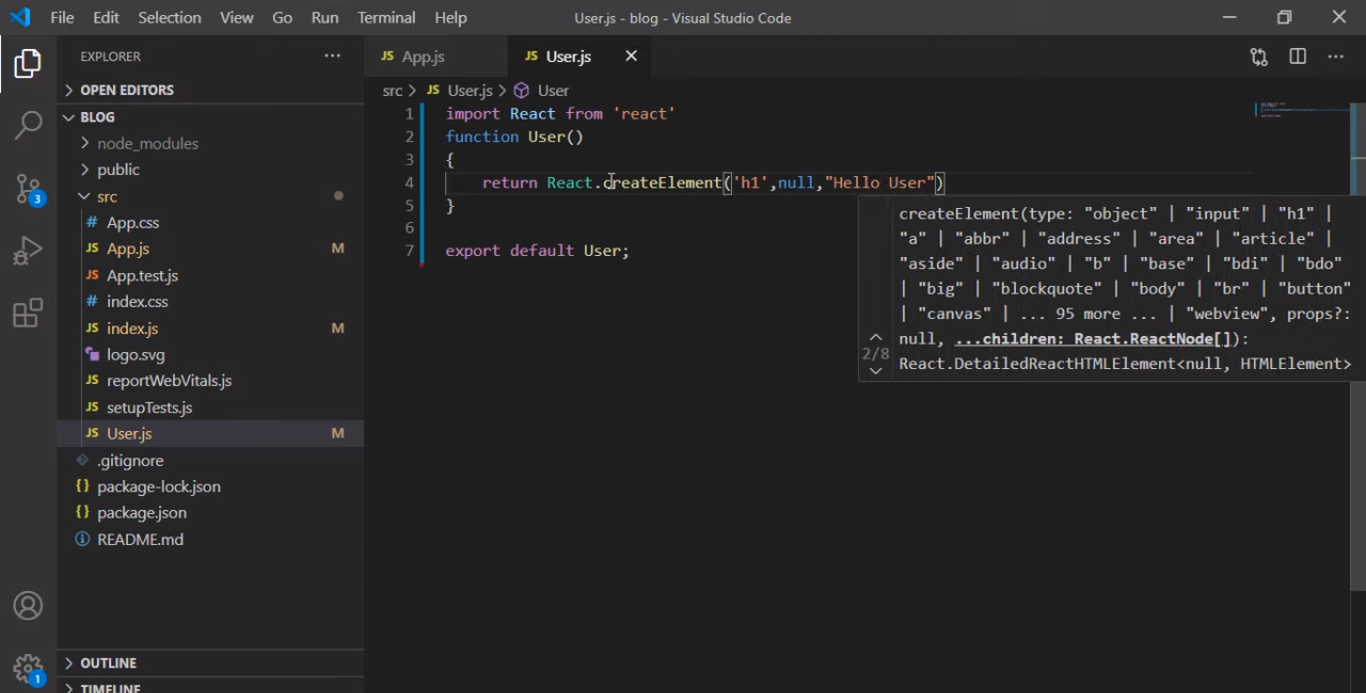 File Edit Selection View Go Run Terminal Help
User.js - blog - Visual Studio Code
EXPLORER
OPEN EDITORS
BLOG
node_modules
public
src
# App.css
JS App.js M
JS App.test.js
# index.css
JS index.js M
logo.svg
JS reportWebVitals.js
JS setupTests.js
JS User.js M
.gitignore
{} package-lock.json
{} package.json
README.md
OUTLINE
TIMELINE
3
1
JS App.js
JS User.js
src > JS User.js > User
1 import React from 'react'
2 function User()
3 {
4 return React.createElement('h1',null,"Hello User")
5 }
6
7 export default User;
createElement(type: "object" | "input" | "h1" |
"a" | "abbr" | "address" | "area" | "article" |
"aside" | "audio" | "b" | "base" | "bdi" | "bdo"
| "big" | "blockquote" | "body" | "br" | "button"
| "canvas" | ... 95 more ... | "webview", props?:
null, ...children: React.ReactNode[]):
React.DetailedReactHTMLElement<null, HTMLElement>
2/8